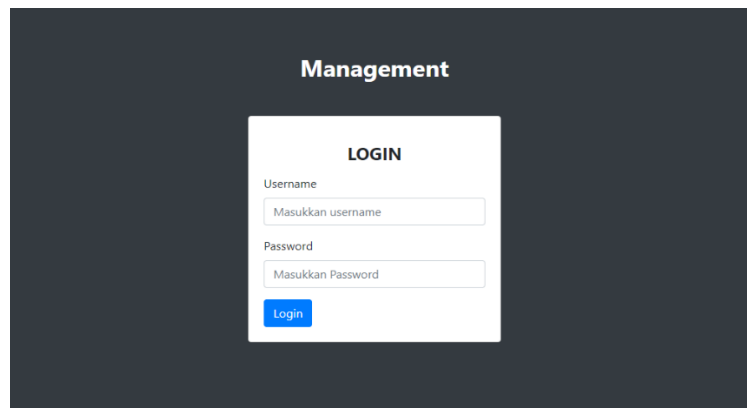 Management
LOGIN
Username
Masukkan username
Password
Masukkan Password
Login